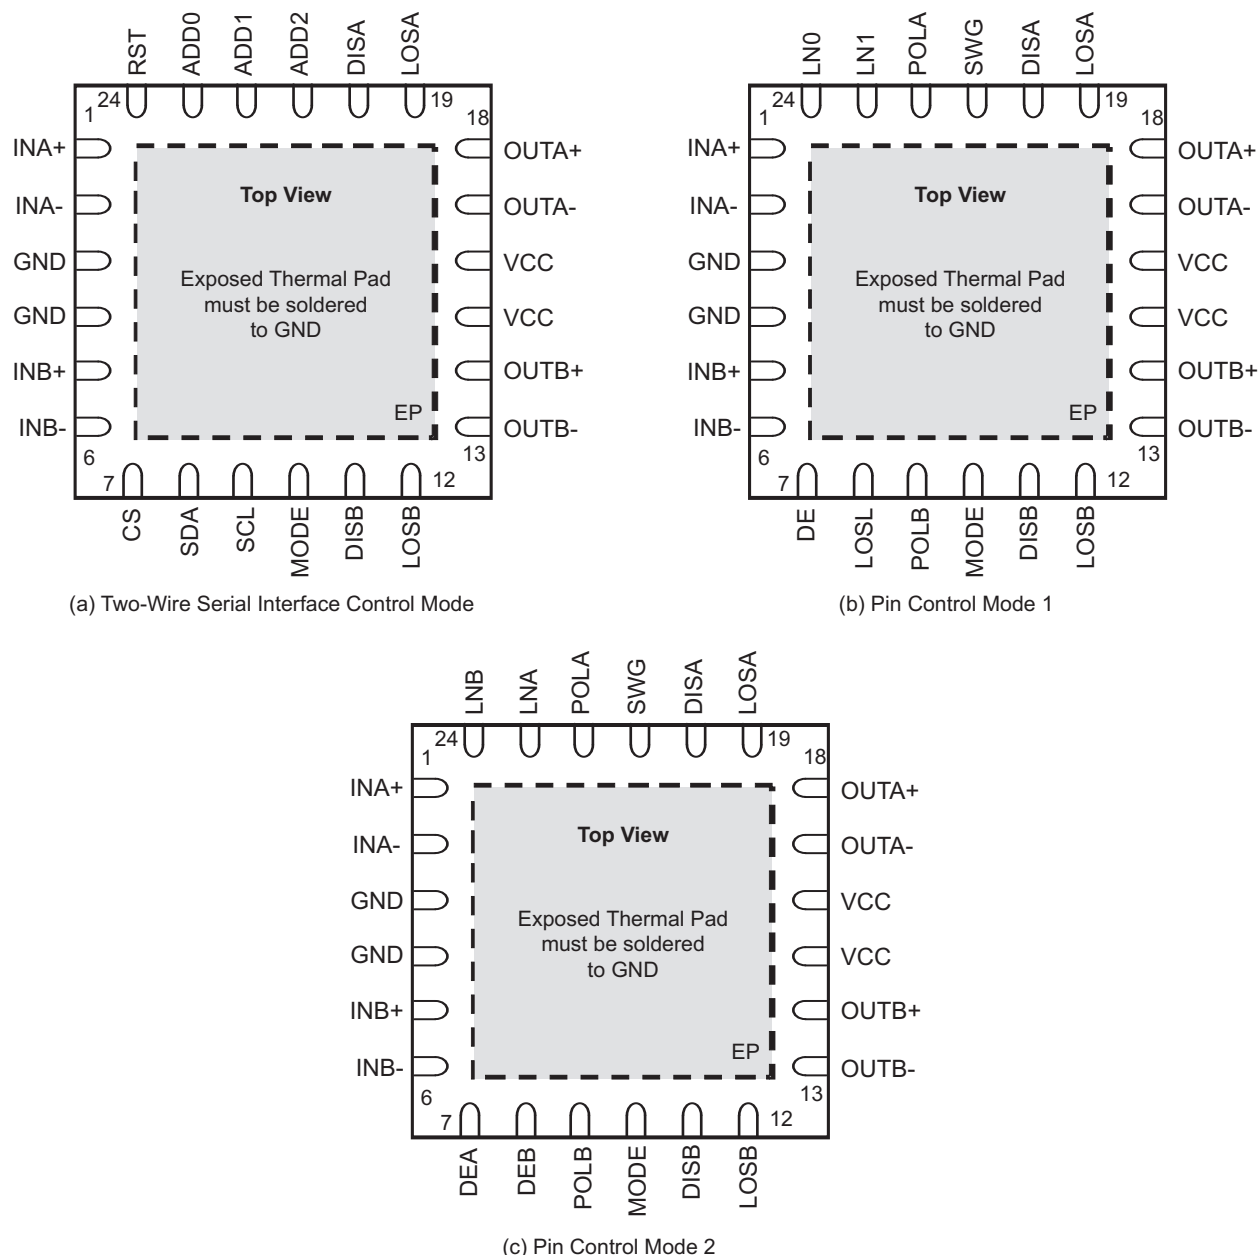 RST ADD0 ADD1 ADD2 DISA LOSA
24 19
1 18
INA+ OUTA+
INA- OUTA-
GND VCC
GND VCC
INB+ OUTB+
INB- OUTB-
Top View
Exposed Thermal Pad
must be soldered
to GND
EP
6 13
7 12
CS SDA SCL MODE DISB LOSB
(a) Two-Wire Serial Interface Control Mode
LN0 LN1 POLA SWG DISA LOSA
24 19
1 18
INA+ OUTA+
INA- OUTA-
GND VCC
GND VCC
INB+ OUTB+
INB- OUTB-
Top View
Exposed Thermal Pad
must be soldered
to GND
EP
6 13
7 12
DE LOSL POLB MODE DISB LOSB
(b) Pin Control Mode 1
LNB LNA POLA SWG DISA LOSA
24 19
1 18
INA+ OUTA+
INA- OUTA-
GND VCC
GND VCC
INB+ OUTB+
INB- OUTB-
Top View
Exposed Thermal Pad
must be soldered
to GND
EP
6 13
7 12
DEA DEB POLB MODE DISB LOSB
(c) Pin Control Mode 2